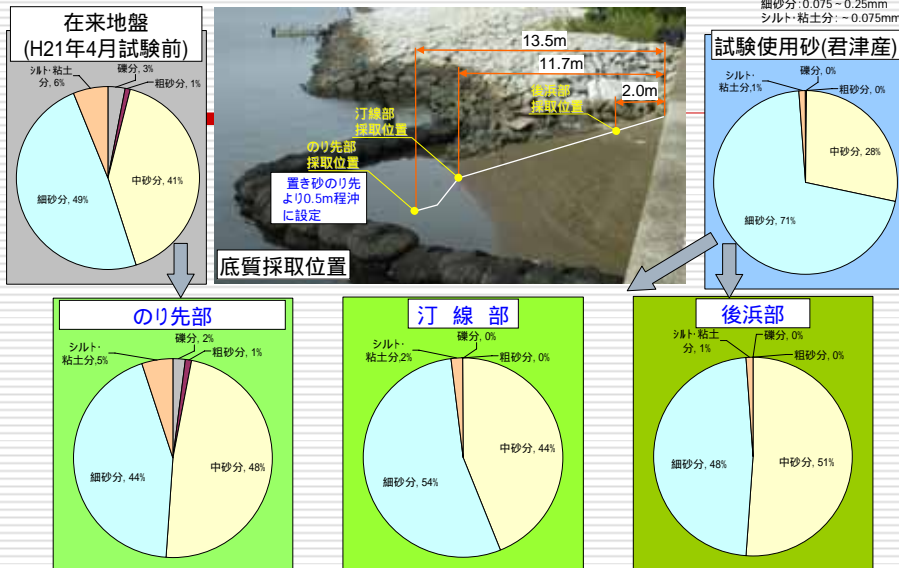 細砂分:0.075~0.25mm
シルト・粘土分:~0.075mm
在来地盤
(H21年4月試験前)
シルト・粘土
分, 6%
礫分, 3%
粗砂分, 1%
中砂分, 41%
細砂分, 49%
13.5m
11.7m
2.0m
後浜部
採取位置
汀線部
採取位置
のり先部
採取位置
置き砂のり先
より0.5m程沖
に設定
底質採取位置
試験使用砂(君津産)
シルト・
粘土分,1%
礫分, 0%
粗砂分, 0%
中砂分, 28%
細砂分, 71%
のり先部
シルト・
粘土分,5%
礫分, 2%
粗砂分, 1%
中砂分, 48%
細砂分, 44%
汀 線 部
シルト・
粘土分,2%
礫分, 0%
粗砂分, 0%
中砂分, 44%
細砂分, 54%
後浜部
シルト・粘土
分, 1%
礫分, 0%
粗砂分, 0%
中砂分, 51%
細砂分, 48%